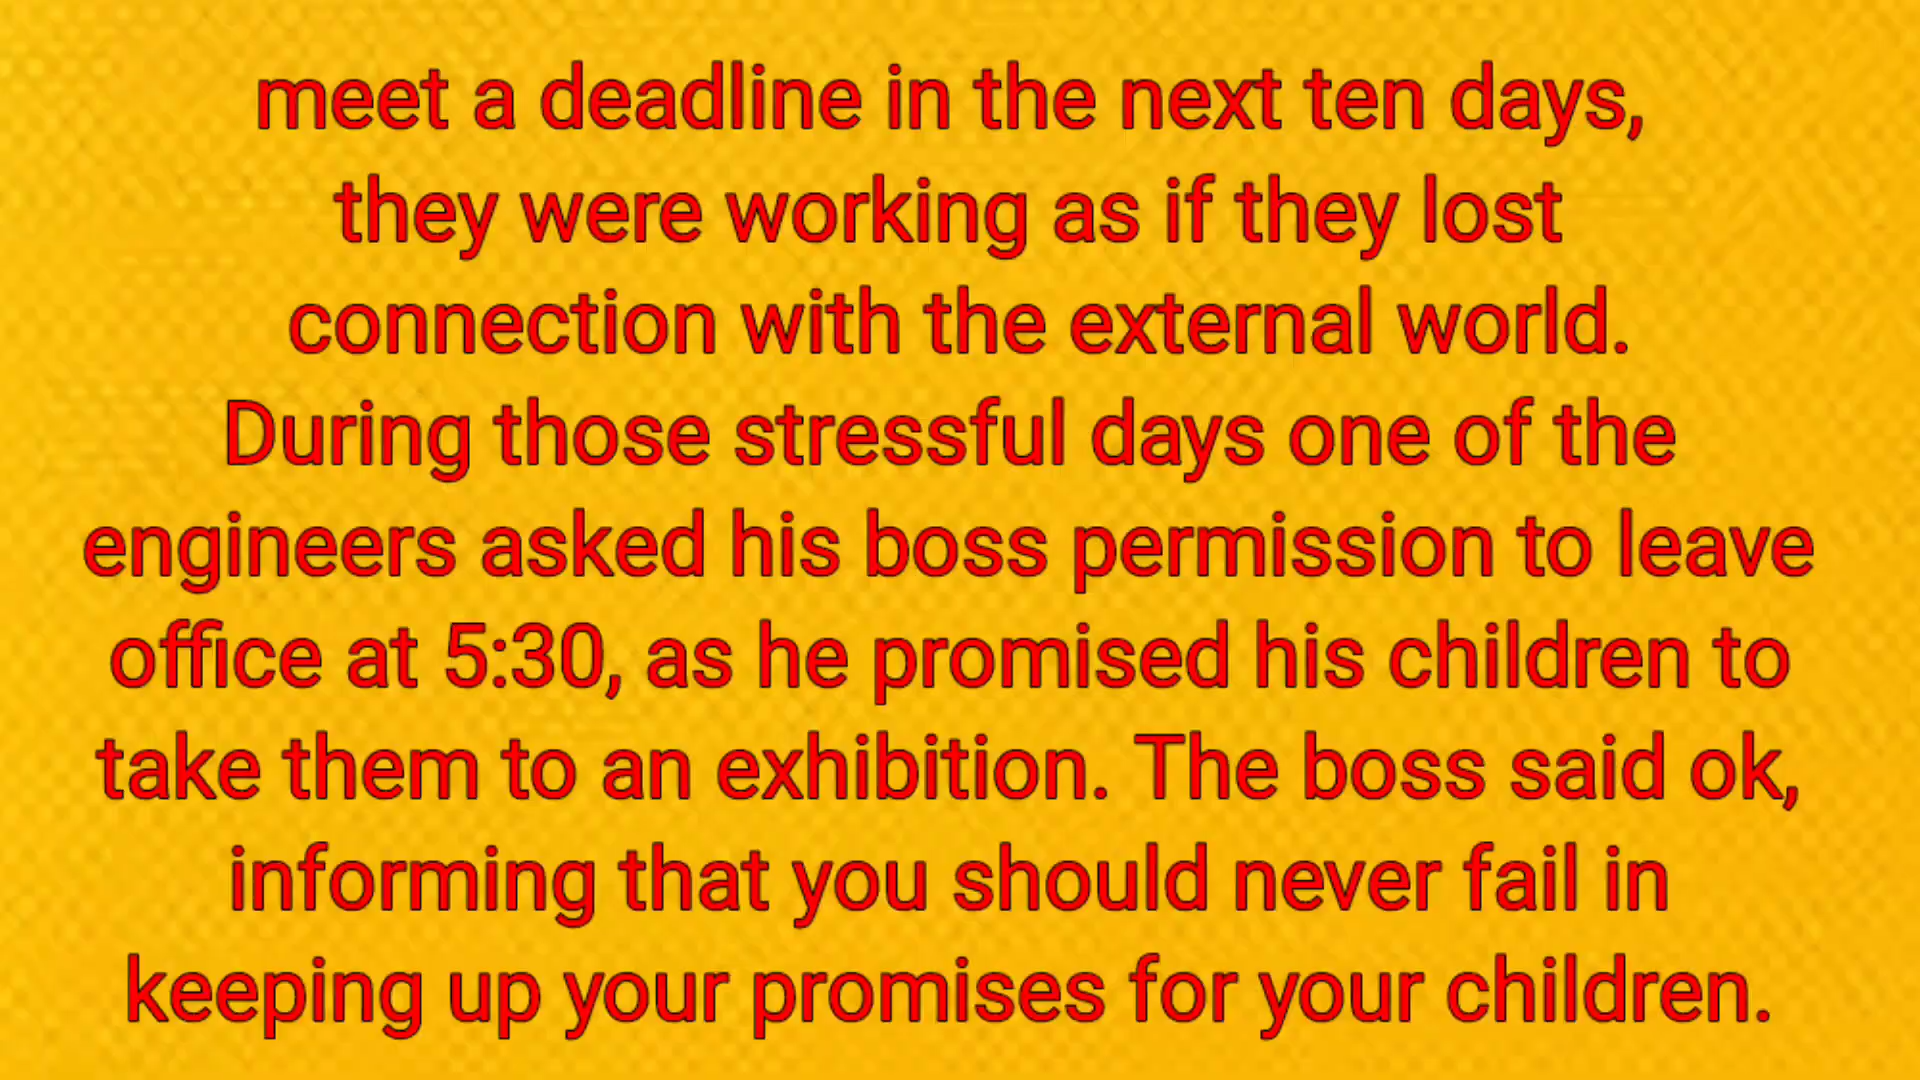 meet a deadline in the next ten days,
they were working as if they lost
connection with the external world.
During those stressful days one of the
engineers asked his boss permission to leave
office at 5:30, as he promised his children to
take them to an exhibition. The boss said ok,
informing that you should never fail in
keeping up your promises for your children.